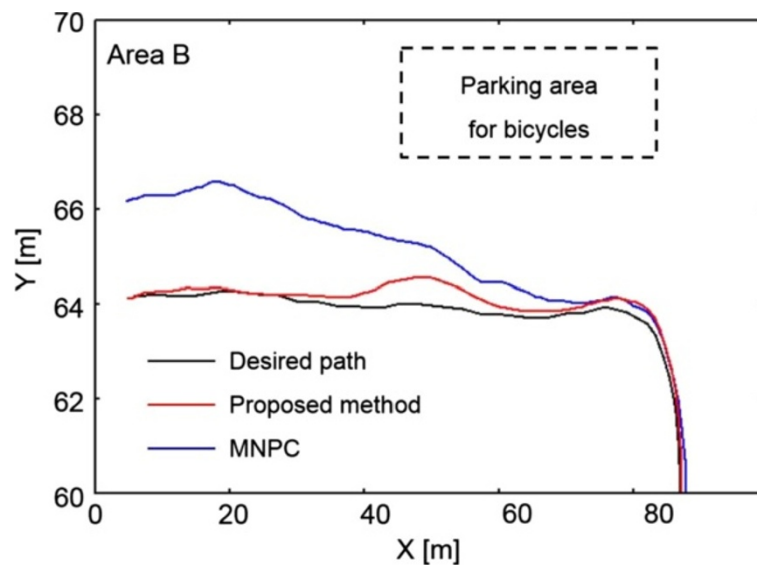 70
Area B
Parking area
for bicycles
68
66
Y [m]
64
Desired path
Proposed method
62
MNPC
60
0
20
40
60
80
X [m]